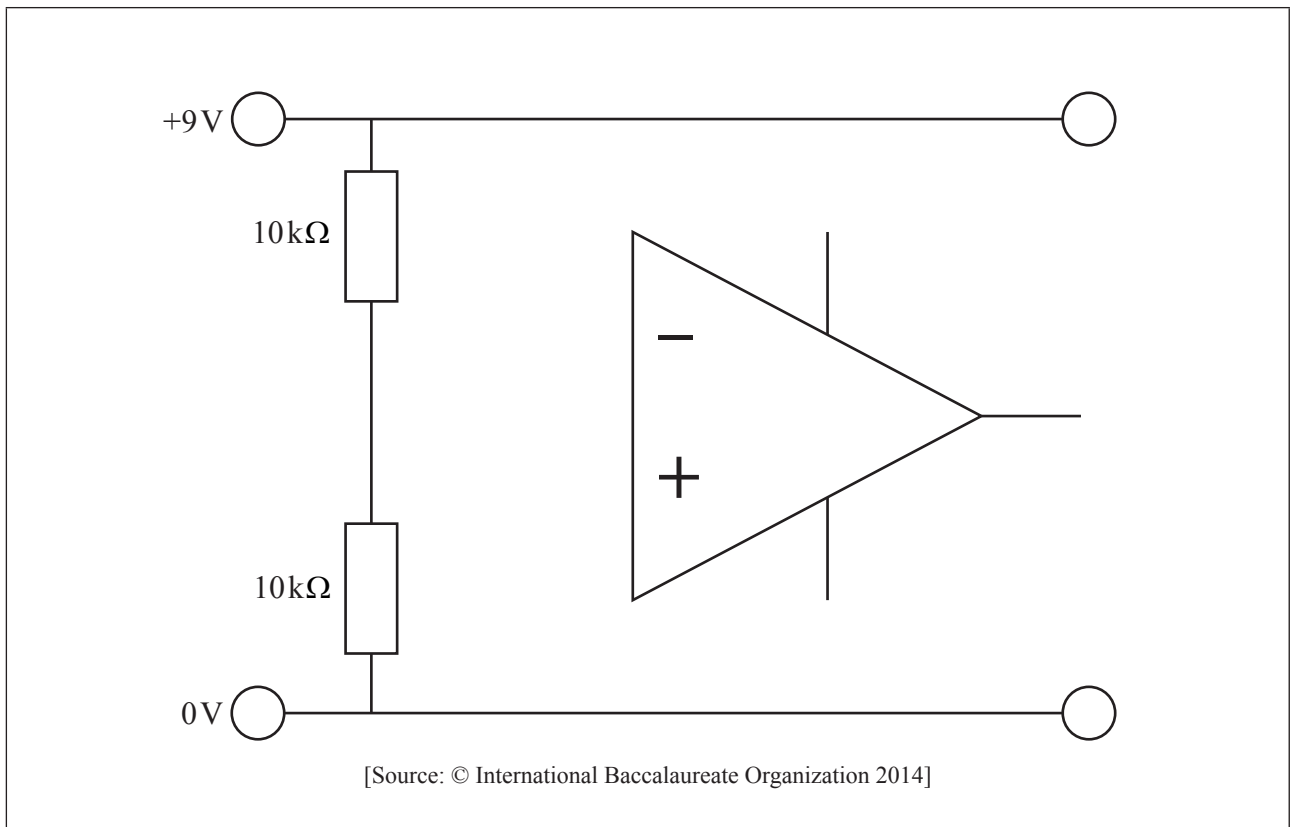 +9V
10kΩ
−
+
10kΩ
0V
[Source: © International Baccalaureate Organization 2014]